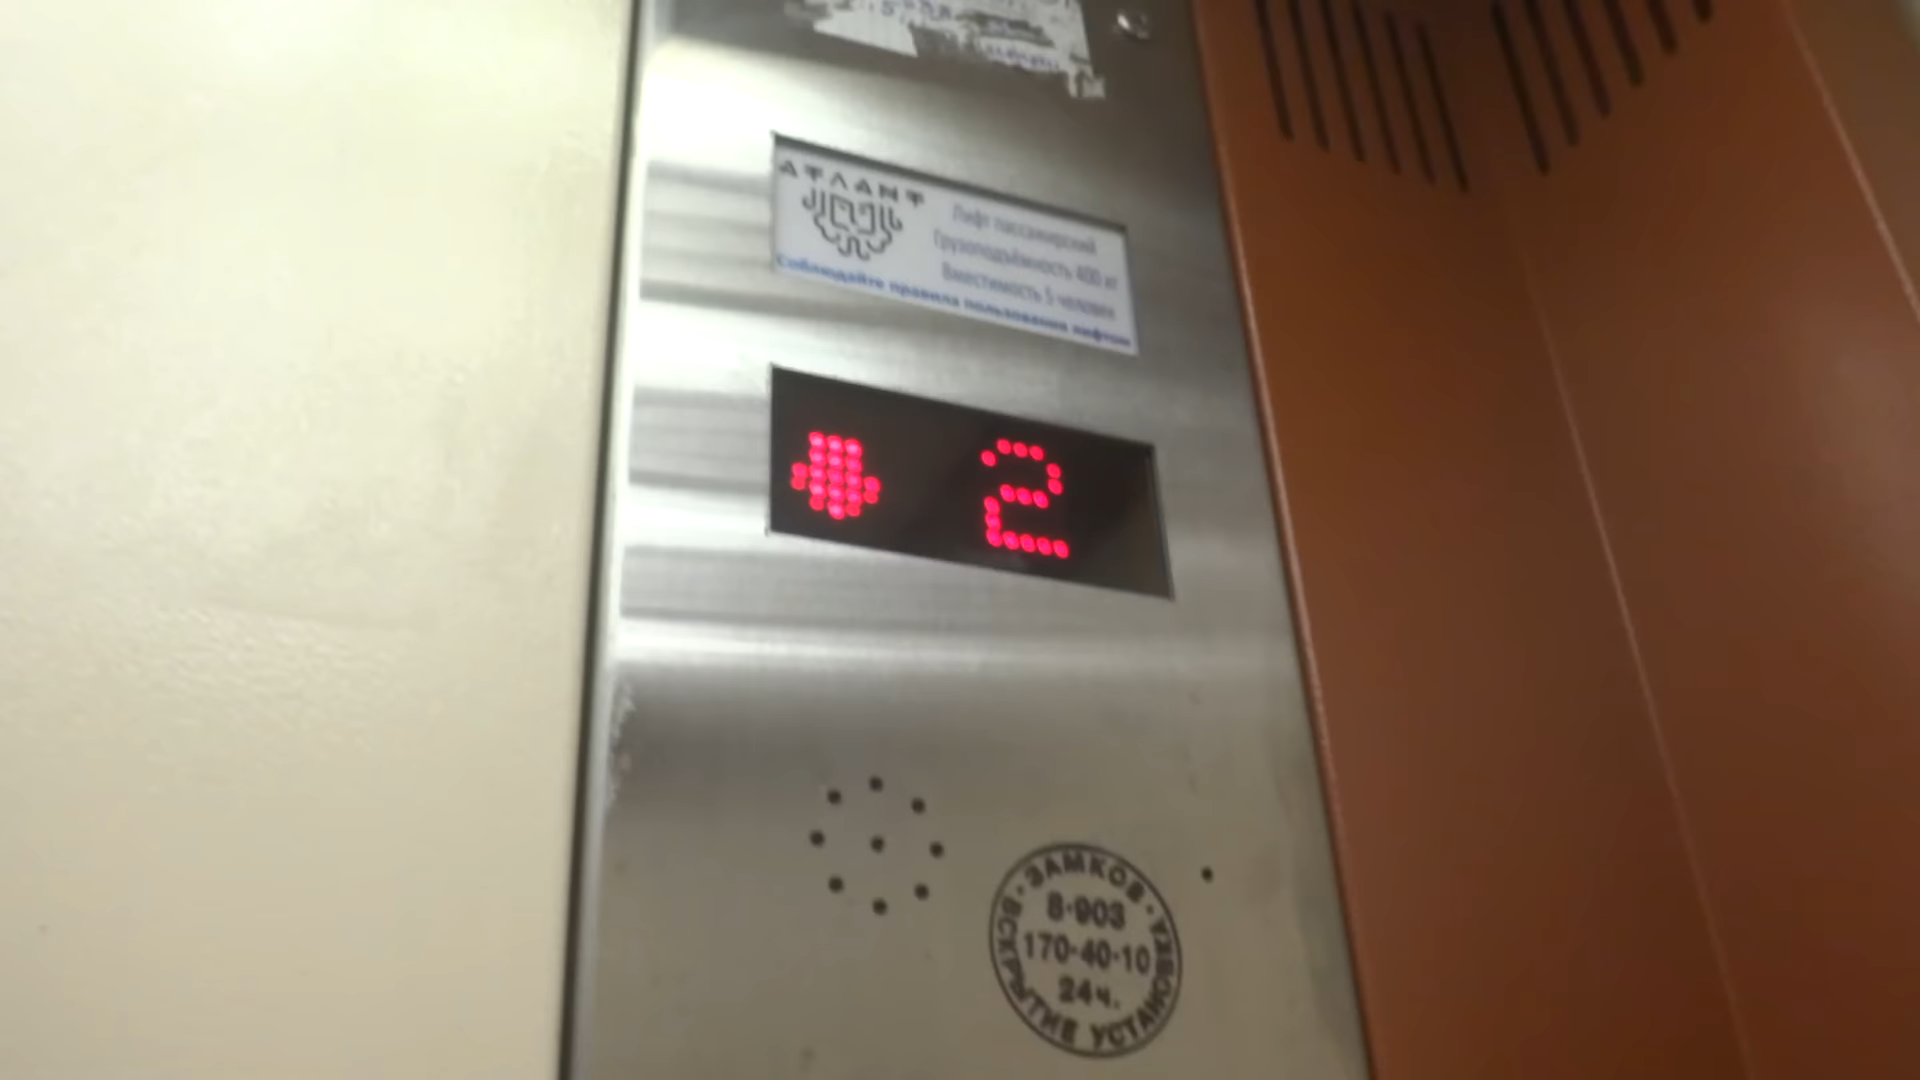 АТЛАНТ
Лифт пассажирский
Грузоподъёмность 400 кг
Вместимость 5 человек
Соблюдайте правила пользования лифтом
2
ЗАМКОВ
8-903
170-40-10
24ч.
ВСКРЫТИЕ УСТАНОВКА